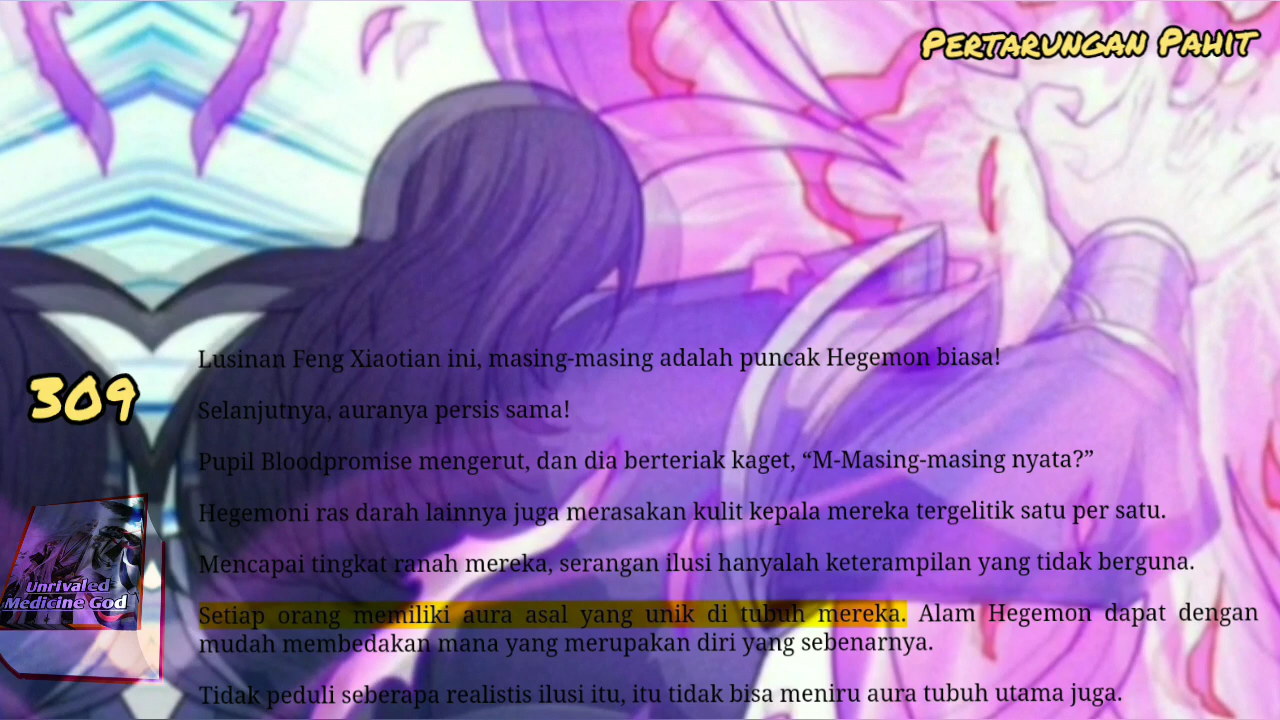 Pertarungan Pahit
Lusinan Feng Xiaotian ini, masing-masing adalah puncak Hegemon biasa!
Selanjutnya, auranya persis sama!
309
Pupil Bloodpromise mengerut, dan dia berteriak kaget, “M-Masing-masing nyata?”
Hegemoni ras darah lainnya juga merasakan kulit kepala mereka tergelitik satu per satu.
Mencapai tingkat ranah mereka, serangan ilusi hanyalah keterampilan yang tidak berguna.
Unrivaled
Medicine God
Setiap orang memiliki aura asal yang unik di tubuh mereka. Alam Hegemon dapat dengan
mudah membedakan mana yang merupakan diri yang sebenarnya.
Tidak peduli seberapa realistis ilusi itu, itu tidak bisa meniru aura tubuh utama juga.